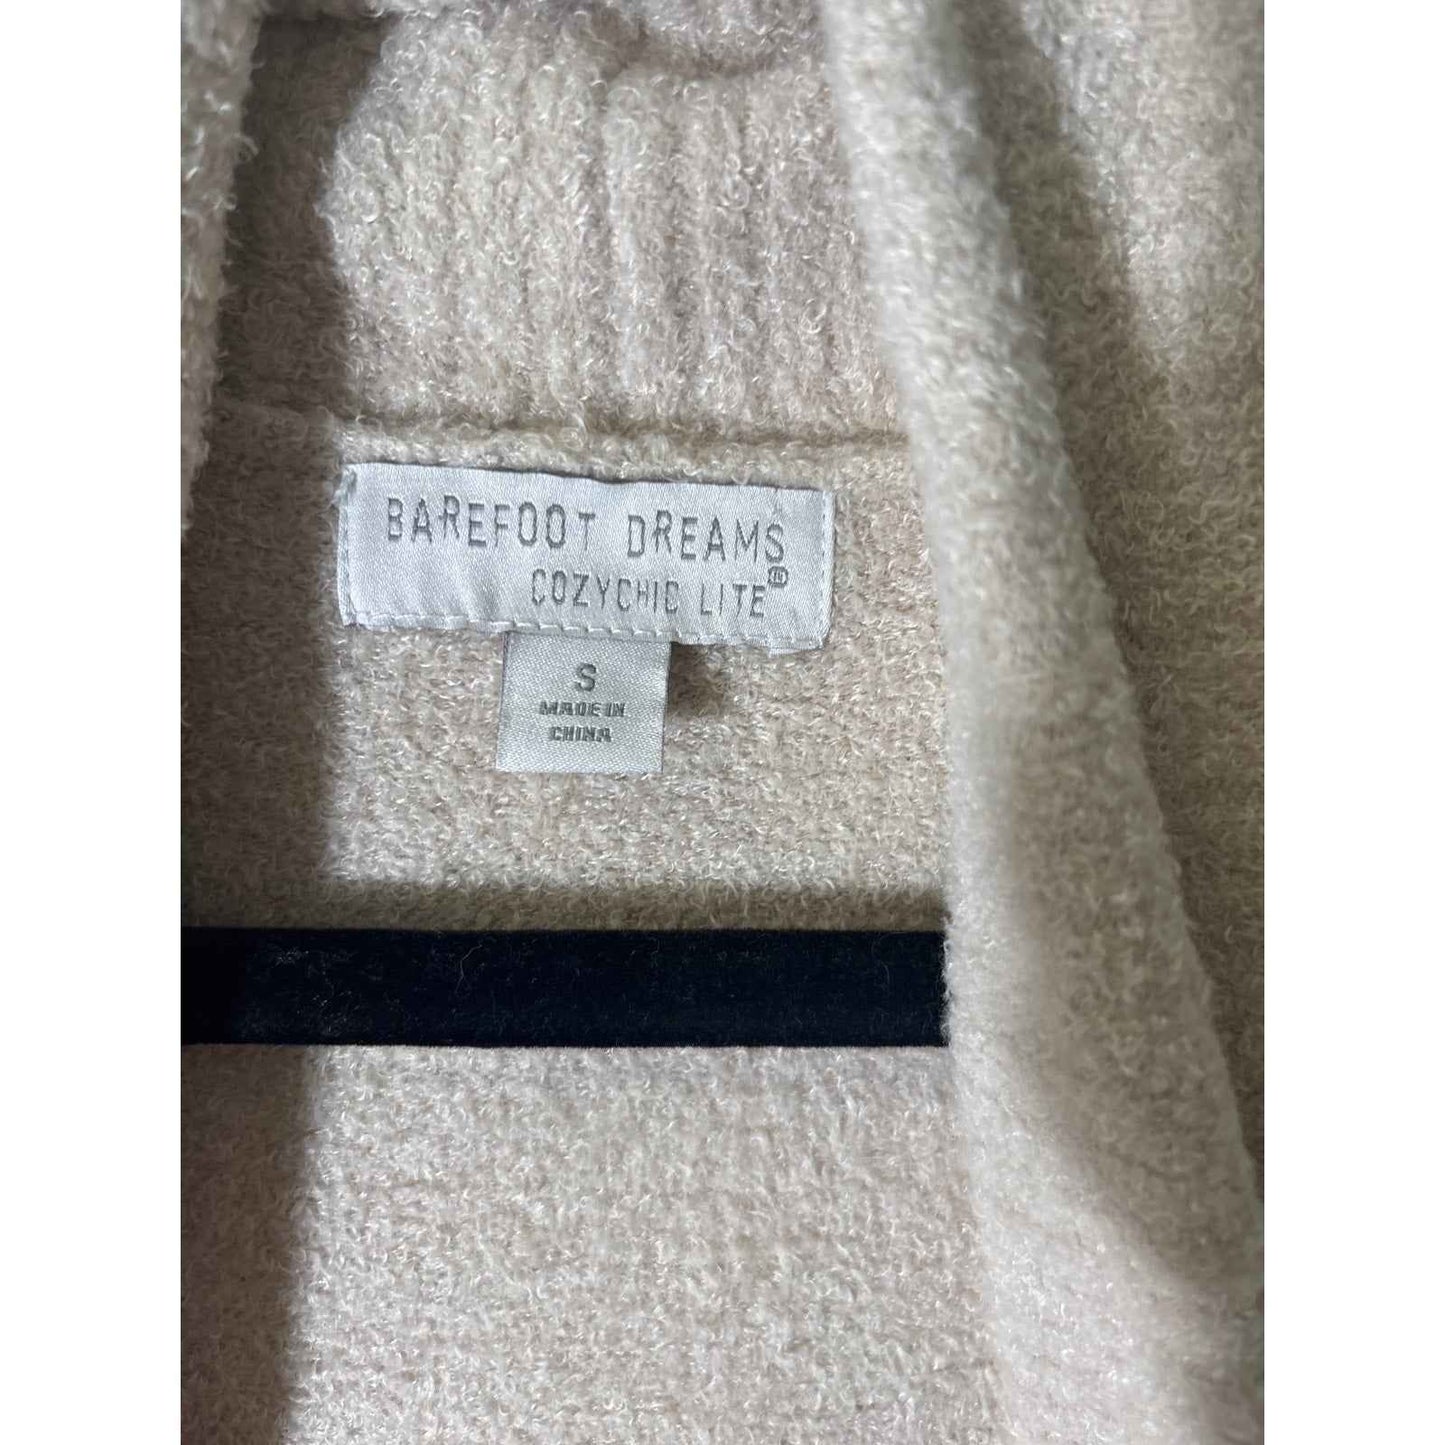 BAREFOOT DREAMS®
COZYCHIC LITE
S
MADE IN
CHINA